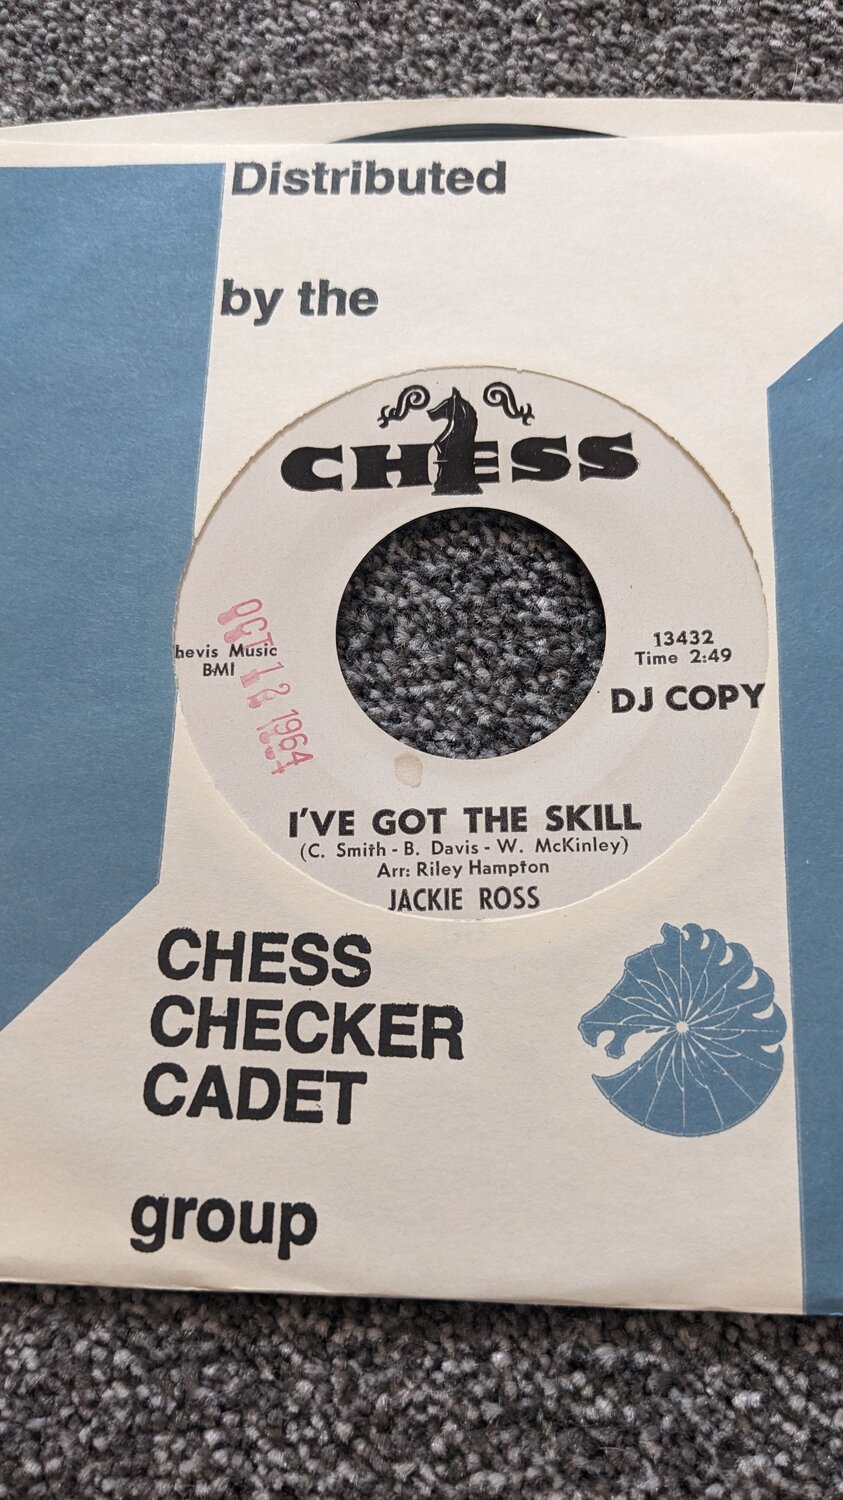 Distributed
by the
CHESS
OCT 12 1964
hevis Music
BMI
13432
Time 2:49
DJ COPY
I'VE GOT THE SKILL
(C. Smith - B. Davis - W. McKinley)
Arr: Riley Hampton
JACKIE ROSS
CHESS
CHECKER
CADET
group